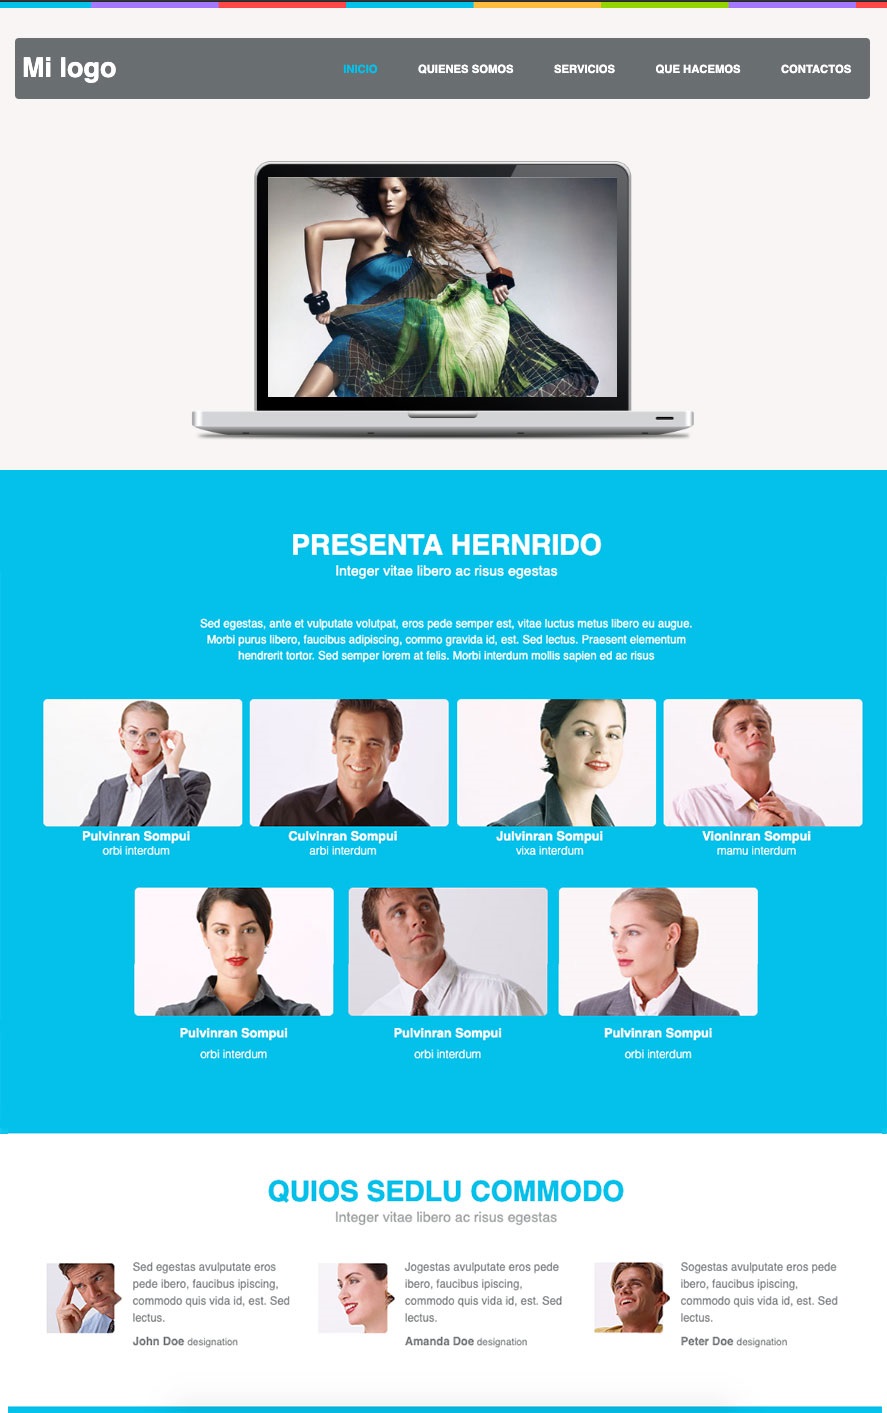 Mi logo
INICIO QUIENES SOMOS SERVICIOS QUE HACEMOS CONTACTOS
PRESENTA HERNRIDO
Integer vitae libero ac risus egestas
Sed egestas, ante et vulputate volutpat, eros pede semper est, vitae luctus metus libero eu augue.
Morbi purus libero, faucibus adipiscing, commo gravida id, est. Sed lectus. Praesent elementum
hendrerit tortor. Sed semper lorem at felis. Morbi interdum mollis sapien ed ac risus
Pulvinran Sompui
orbi interdum
Culvinran Sompui
arbi interdum
Julvinran Sompui
vixa interdum
Vioninran Sompui
mamu interdum
Pulvinran Sompui
orbi interdum
Pulvinran Sompui
orbi interdum
Pulvinran Sompui
orbi interdum
QUIOS SEDLU COMMODO
Integer vitae libero ac risus egestas
Sed egestas avulputate eros
pede ibero, faucibus ipiscing,
commodo quis vida id, est. Sed
lectus.
John Doe designation
Jogestas avulputate eros pede
ibero, faucibus ipiscing,
commodo quis vida id, est. Sed
lectus.
Amanda Doe designation
Sogestas avulputate eros pede
ibero, faucibus ipiscing,
commodo quis vida id, est. Sed
lectus.
Peter Doe designation